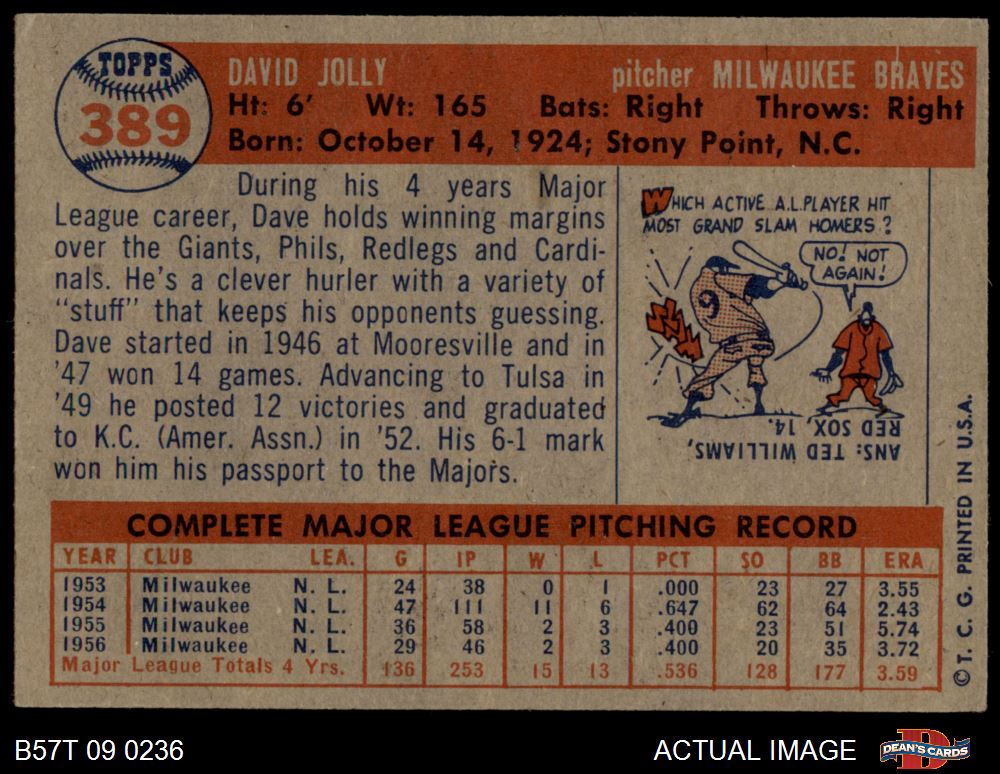 TOPPS
389
DAVID JOLLY pitcher MILWAUKEE BRAVES
Ht: 6' Wt: 165 Bats: Right Throws: Right
Born: October 14, 1924; Stony Point, N.C.
During his 4 years Major
League career, Dave holds winning margins
over the Giants, Phils, Redlegs and Cardi-
nals. He's a clever hurler with a variety of
"stuff" that keeps his opponents guessing.
Dave started in 1946 at Mooresville and in
'47 won 14 games. Advancing to Tulsa in
'49 he posted 12 victories and graduated
to K.C. (Amer. Assn.) in '52. His 6-1 mark
won him his passport to the Majors.
WHICH ACTIVE A.L. PLAYER HIT
MOST GRAND SLAM HOMERS?
NO! NOT
AGAIN!
9
ANS: TED WILLIAMS,
RED SOX, 14.
COMPLETE MAJOR LEAGUE PITCHING RECORD
YEAR CLUB LEA. G IP W L PCT SO BB ERA
1953 Milwaukee N. L. 24 38 0 1 .000 23 27 3.55
1954 Milwaukee N. L. 47 111 11 6 .647 62 64 2.43
1955 Milwaukee N. L. 36 58 2 3 .400 23 51 5.74
1956 Milwaukee N. L. 29 46 2 3 .400 20 35 3.72
Major League Totals 4 Yrs. 136 253 15 13 .536 128 177 3.59
© T. C. G. PRINTED IN U.S.A.
B57T 09 0236 ACTUAL IMAGE DEAN'S CARDS